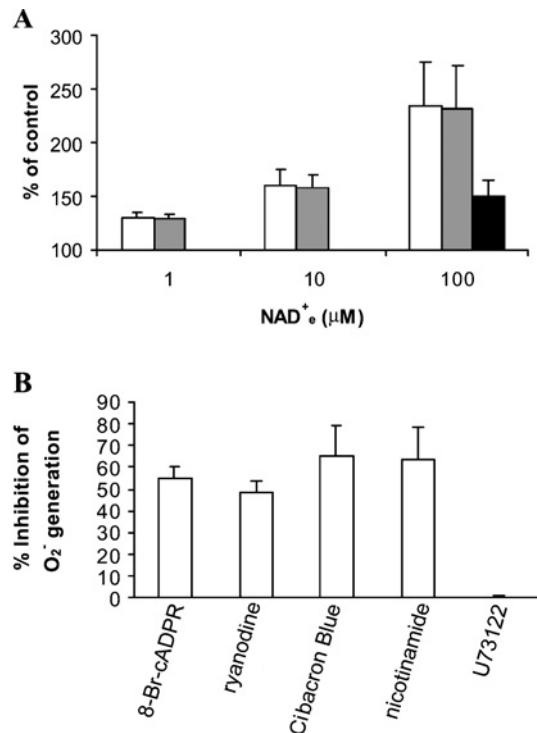 A
300
250
200
150
100
% of control
1 10 100
NAD⁺ₑ (μM)
B
90
80
70
60
50
40
30
20
10
0
% Inhibition of
O₂⁻ generation
8-Br-cADPR
ryanodine
Cibacron Blue
nicotinamide
U73122